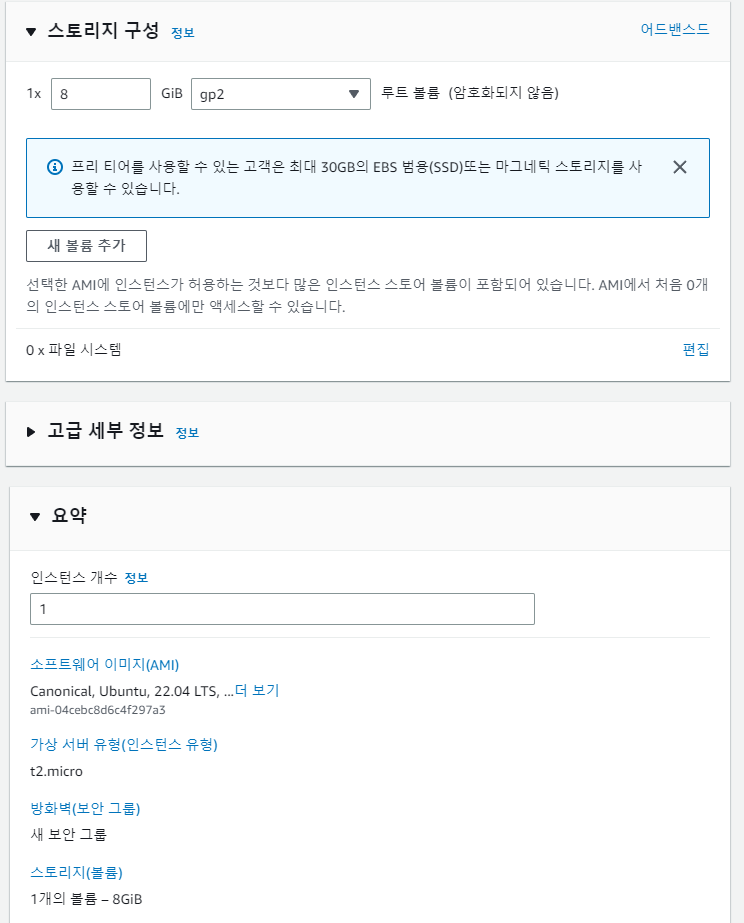 스토리지 구성 정보 어드밴스드
1x 8 GiB gp2 루트 볼륨 (암호화되지 않음)
프리 티어를 사용할 수 있는 고객은 최대 30GB의 EBS 범용(SSD)또는 마그네틱 스토리지를 사
용할 수 있습니다.
새 볼륨 추가
선택한 AMI에 인스턴스가 허용하는 것보다 많은 인스턴스 스토어 볼륨이 포함되어 있습니다. AMI에서 처음 0개
의 인스턴스 스토어 볼륨에만 액세스할 수 있습니다.
0 x 파일 시스템 편집
고급 세부 정보 정보
요약
인스턴스 개수 정보
1
소프트웨어 이미지(AMI)
Canonical, Ubuntu, 22.04 LTS, ...더 보기
ami-04cebc8d6c4f297a3
가상 서버 유형(인스턴스 유형)
t2.micro
방화벽(보안 그룹)
새 보안 그룹
스토리지(볼륨)
1개의 볼륨 – 8GiB